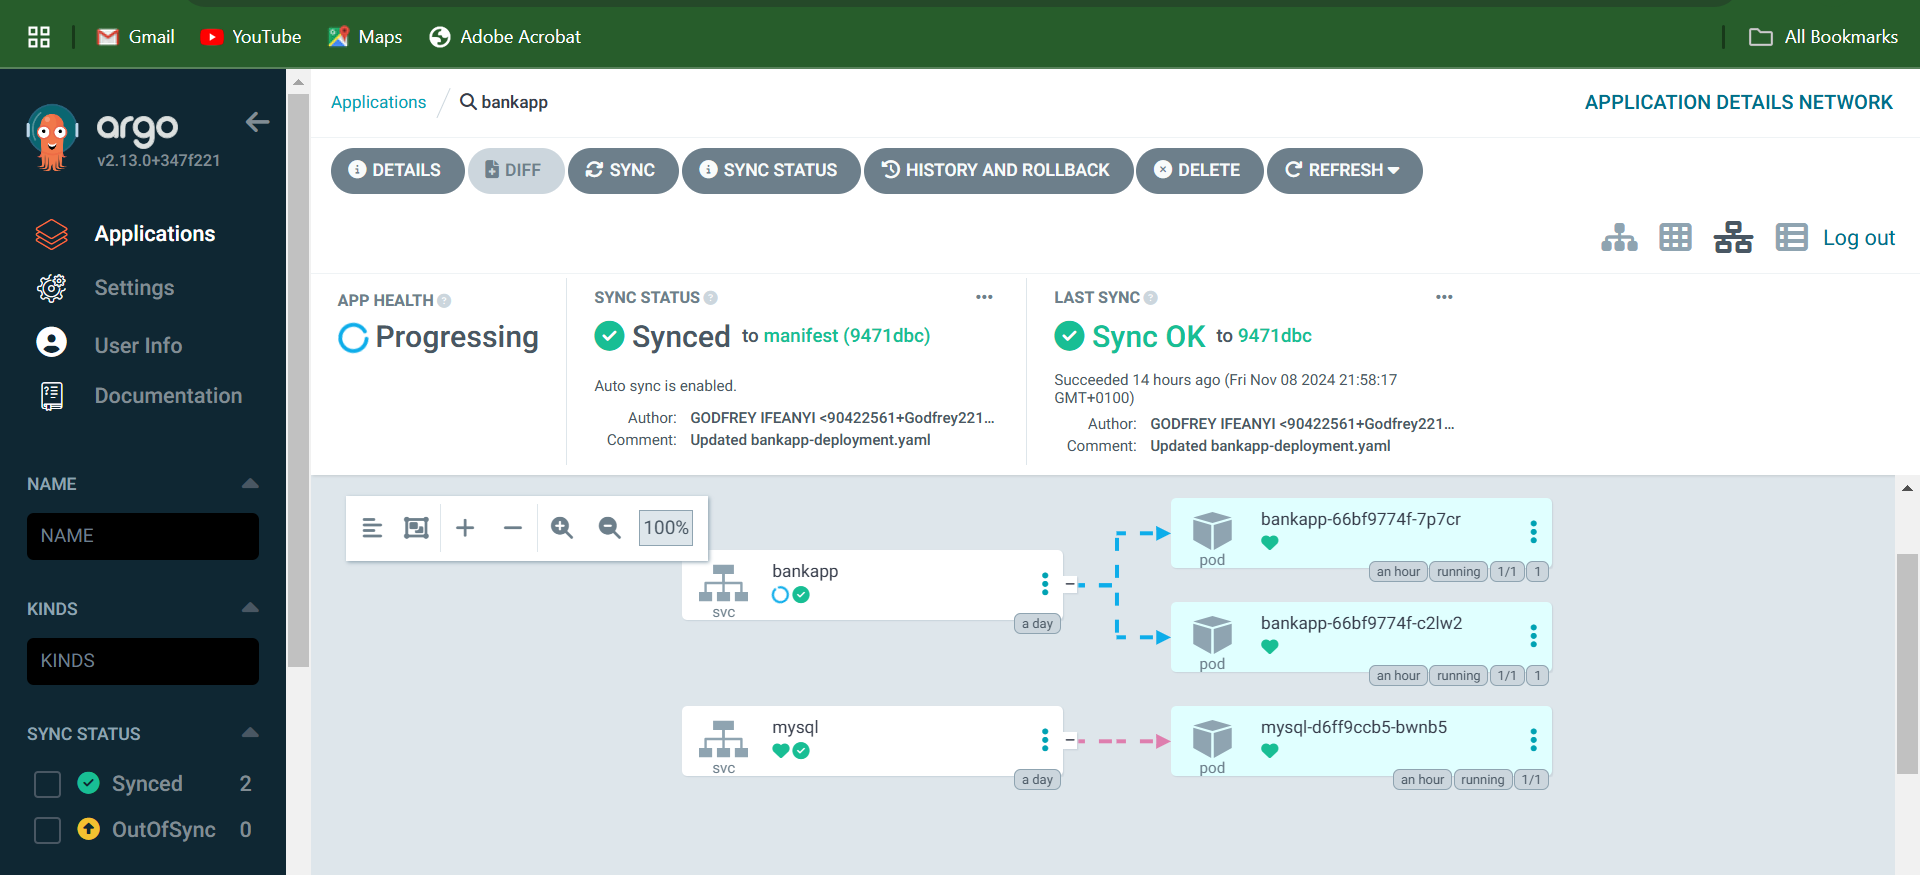 Gmail
YouTube
Maps
Adobe Acrobat
All Bookmarks
argo
v2.13.0+347f221
Applications
Settings
User Info
Documentation
NAME
NAME
KINDS
KINDS
SYNC STATUS
Synced 2
OutOfSync 0
Applications / bankapp
APPLICATION DETAILS NETWORK
DETAILS
DIFF
SYNC
SYNC STATUS
HISTORY AND ROLLBACK
DELETE
REFRESH
Log out
APP HEALTH
Progressing
SYNC STATUS
Synced to manifest (9471dbc)
Auto sync is enabled.
Author: GODFREY IFEANYI <90422561+Godfrey221...
Comment: Updated bankapp-deployment.yaml
LAST SYNC
Sync OK to 9471dbc
Succeeded 14 hours ago (Fri Nov 08 2024 21:58:17
GMT+0100)
Author: GODFREY IFEANYI <90422561+Godfrey221...
Comment: Updated bankapp-deployment.yaml
100%
bankapp
svc
a day
bankapp-66bf9774f-7p7cr
pod
an hour running 1/1 1
bankapp-66bf9774f-c2lw2
pod
an hour running 1/1 1
mysql
svc
a day
mysql-d6ff9ccb5-bwnb5
pod
an hour running 1/1